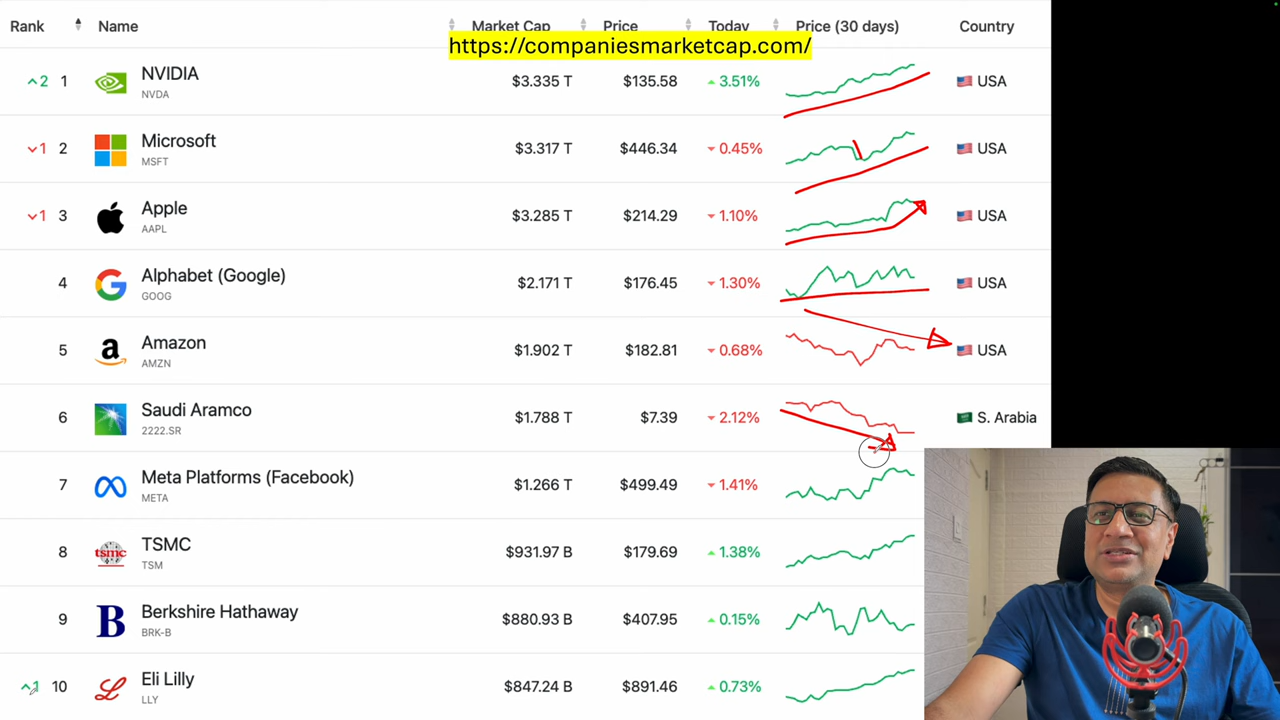 Rank Name Market Cap Price Today Price (30 days) Country
https://companiesmarketcap.com/
2 1 NVIDIA $3.335 T $135.58 3.51% USA
NVDA
1 2 Microsoft $3.317 T $446.34 0.45% USA
MSFT
1 3 Apple $3.285 T $214.29 1.10% USA
AAPL
4 Alphabet (Google) $2.171 T $176.45 1.30% USA
GOOG
5 Amazon $1.902 T $182.81 0.68% USA
AMZN
6 Saudi Aramco $1.788 T $7.39 2.12% S. Arabia
2222.SR
7 Meta Platforms (Facebook) $1.266 T $499.49 1.41%
META
8 TSMC $931.97 B $179.69 1.38%
TSM
9 Berkshire Hathaway $880.93 B $407.95 0.15%
BRK-B
1 10 Eli Lilly $847.24 B $891.46 0.73%
LLY